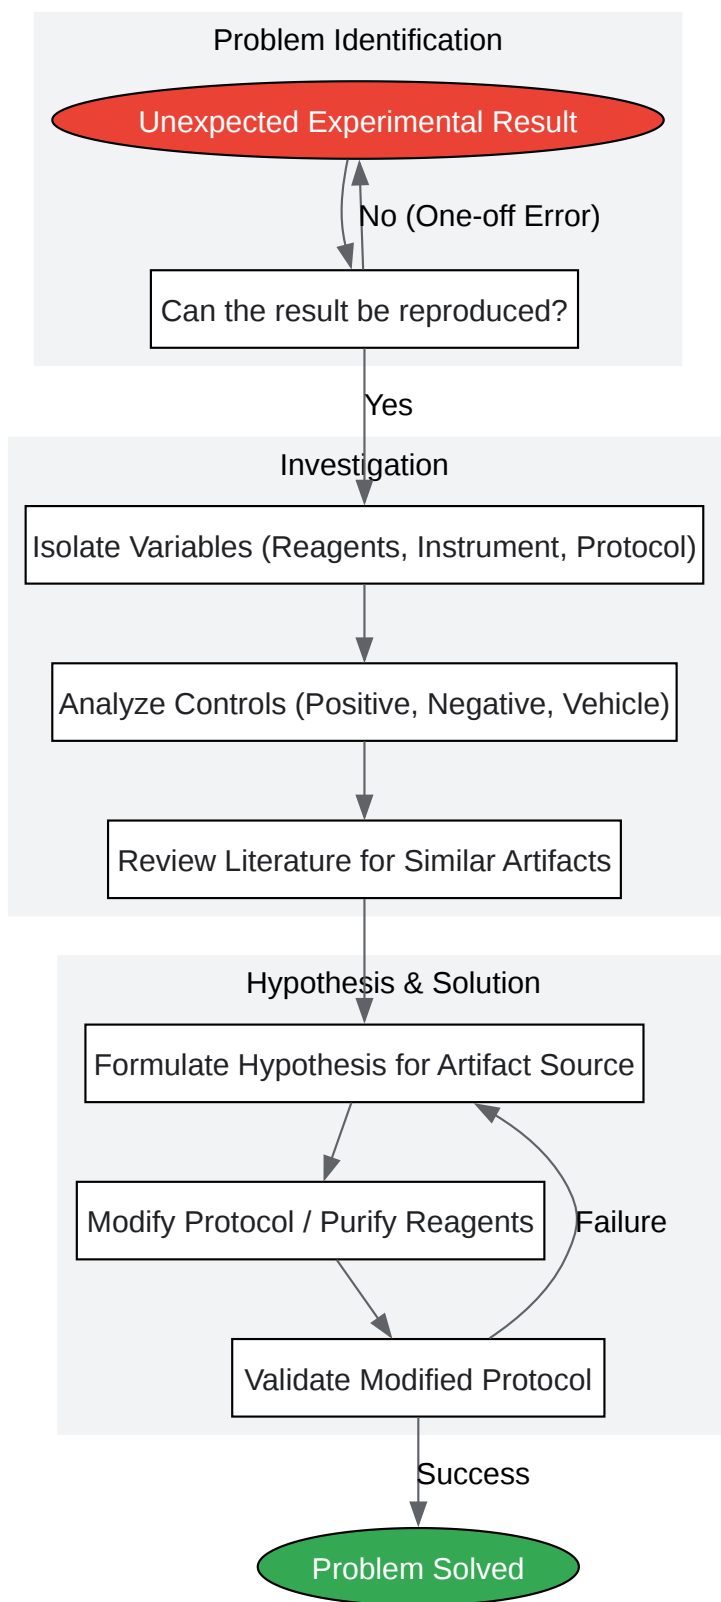 Problem Identification
Unexpected Experimental Result
No (One-off Error)
Can the result be reproduced?
Yes
Investigation
Isolate Variables (Reagents, Instrument, Protocol)
Analyze Controls (Positive, Negative, Vehicle)
Review Literature for Similar Artifacts
Hypothesis & Solution
Formulate Hypothesis for Artifact Source
Modify Protocol / Purify Reagents
Failure
Validate Modified Protocol
Success
Problem Solved